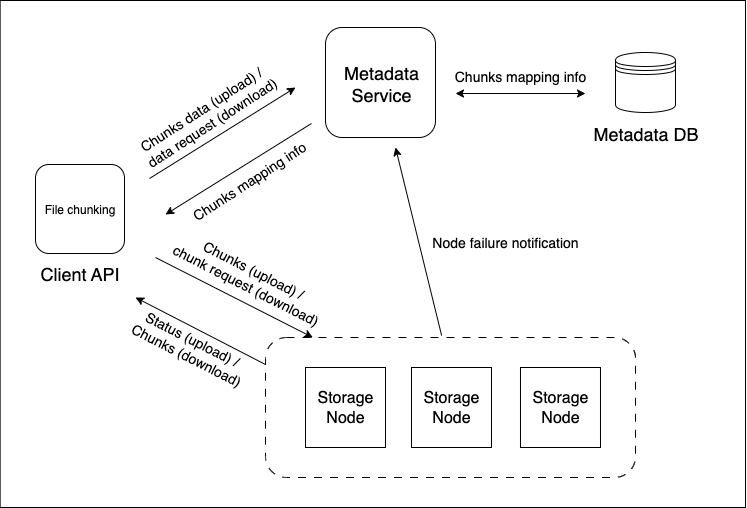 Metadata
Service
Chunks mapping info
Metadata DB
Chunks data (upload) /
data request (download)
Chunks mapping info
File chunking
Client API
Chunks (upload) /
chunk request (download)
Status (upload) /
Chunks (download)
Node failure notification
Storage
Node
Storage
Node
Storage
Node